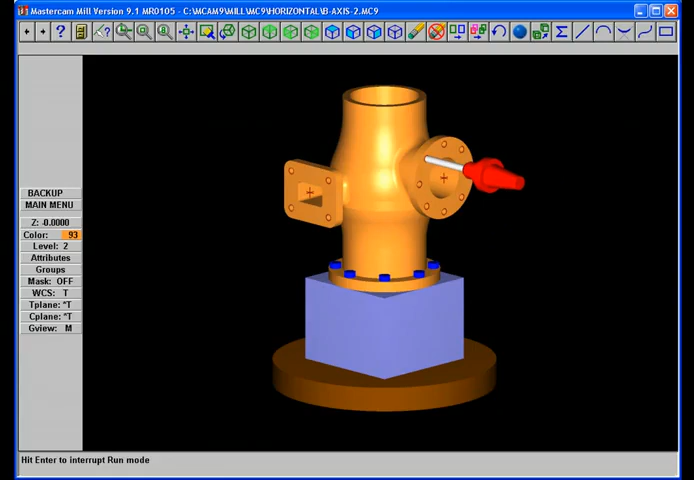 Mastercam Mill Version 9.1 MR0105 - C:\MCAM9\MILL\MC9\HORIZONTAL\B-AXIS-2.MC9
BACKUP
MAIN MENU
Z: -0.0000
Color: 93
Level: 2
Attributes
Groups
Mask: OFF
WCS: T
Tplane: *T
Cplane: *T
Gview: M
Hit Enter to interrupt Run mode